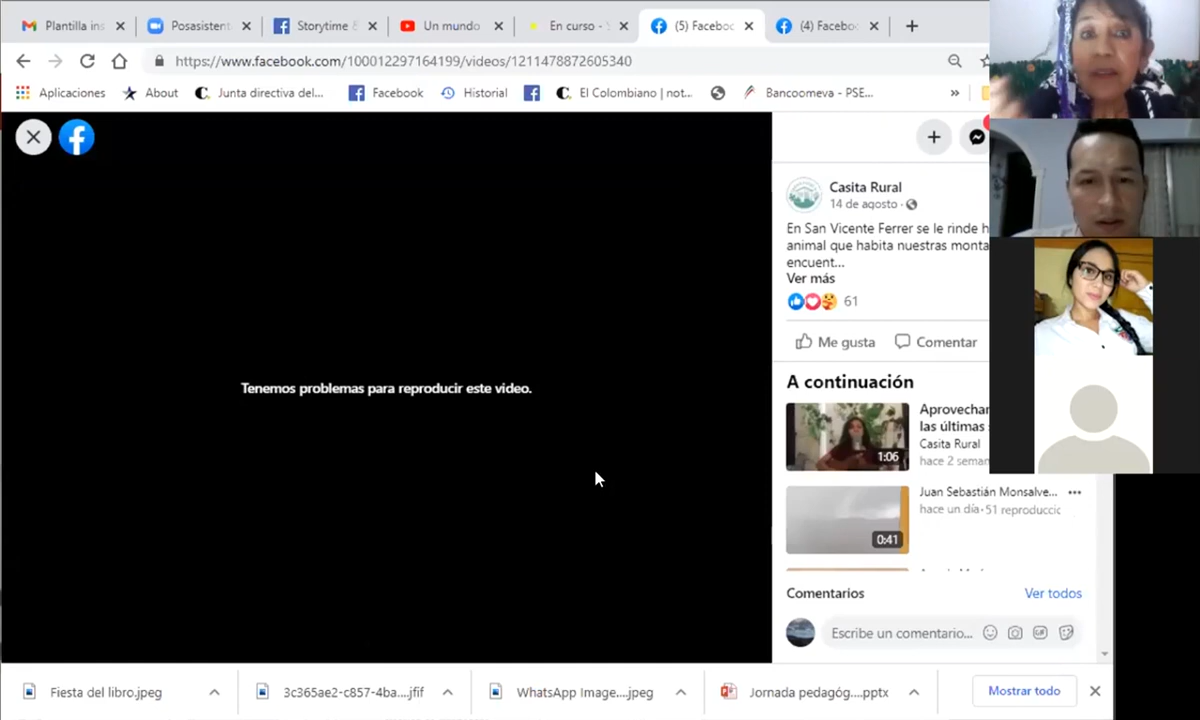 Plantilla ins
Posasistent
Storytime &
Un mundo
En curso - S
(5) Faceboo
(4) Faceboo
https://www.facebook.com/100012297164199/videos/1211478872605340
Aplicaciones
About
Junta directiva del...
Facebook
Historial
El Colombiano | not...
Bancoomeva - PSE...
»
Tenemos problemas para reproducir este video.
Casita Rural
14 de agosto ·
En San Vicente Ferrer se le rinde h
animal que habita nuestras monta
encuent...
Ver más
61
Me gusta
Comentar
A continuación
1:06
Aprovechan
las últimas
Casita Rural
hace 2 seman
0:41
Juan Sebastián Monsalve...
hace un día · 51 reproduccic
Comentarios
Ver todos
Escribe un comentario...
GIF
Fiesta del libro.jpeg
3c365ae2-c857-4ba....jfif
WhatsApp Image....jpeg
Jornada pedagóg....pptx
Mostrar todo